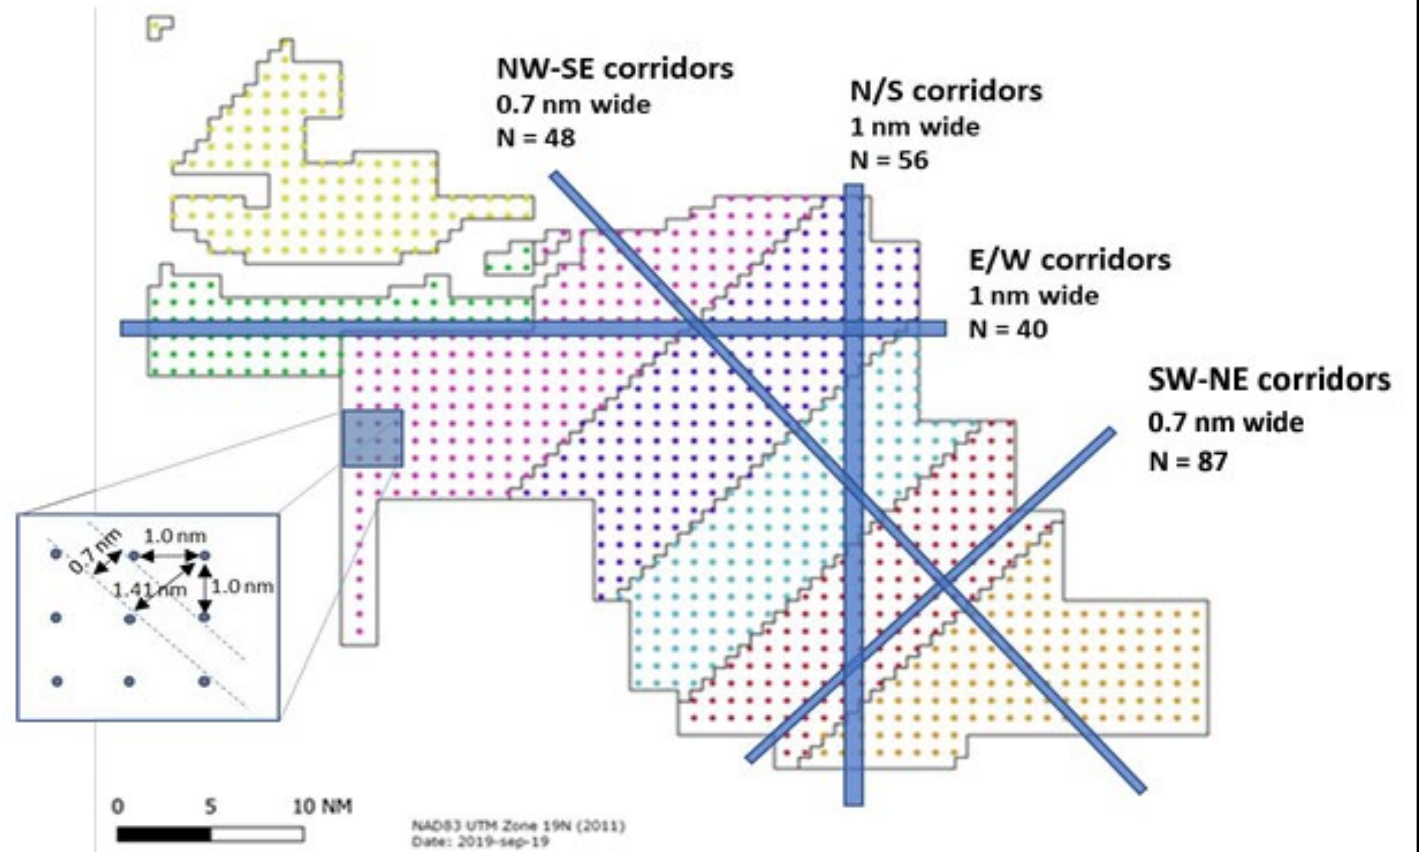 NW-SE corridors
0.7 nm wide
N = 48
N/S corridors
1 nm wide
N = 56
E/W corridors
1 nm wide
N = 40
SW-NE corridors
0.7 nm wide
N = 87
0.7 nm
1.0 nm
1.41 nm
1.0 nm
0 5 10 NM
NAD83 UTM Zone 19N (2011)
Date: 2019-sep-19